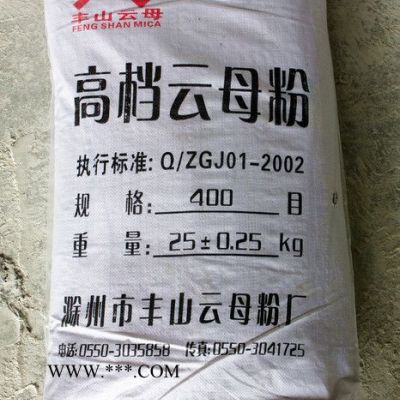 丰山云母
FENG SHAN MICA
高档云母粉
执行标准: Q/ZGJ01-2002
规 格: 400 目
重 量: 25±0.25 kg
滁州市丰山云母粉厂
电话: 0550-3035858 传真: 0550-3041725
WWW.***.COM